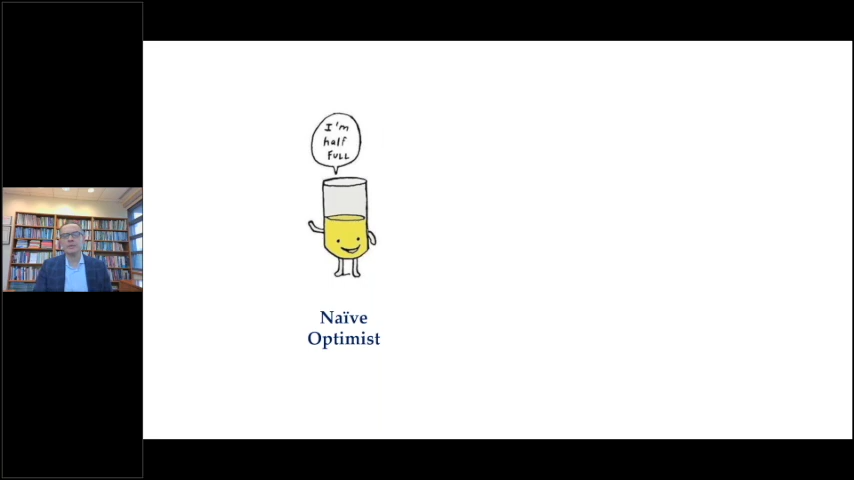 I'm
half
FULL
Naïve
Optimist